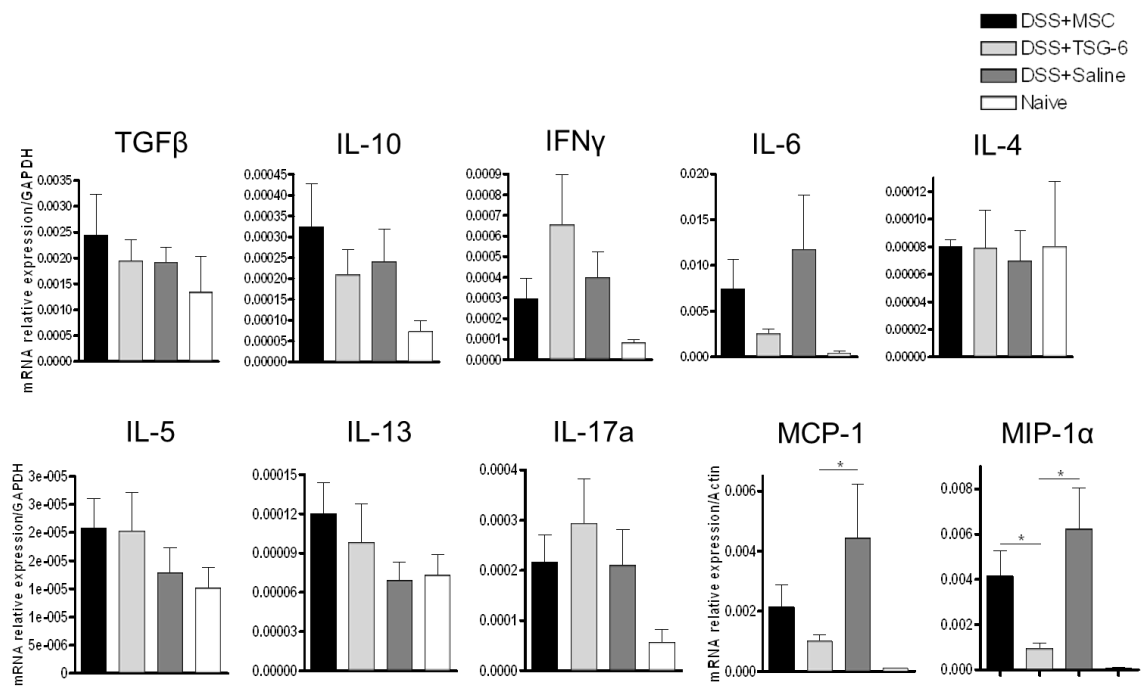 DSS+MSC
DSS+TSG-6
DSS+Saline
Naive
TGFβ
IL-10
IFNγ
IL-6
IL-4
mRNA relative expression/GAPDH
0.0035
0.0030
0.0025
0.0020
0.0015
0.0010
0.0005
0.0000
0.00045
0.00040
0.00035
0.00030
0.00025
0.00020
0.00015
0.00010
0.00005
0.00000
0.0009
0.0008
0.0007
0.0006
0.0005
0.0004
0.0003
0.0002
0.0001
0.0000
0.020
0.015
0.010
0.005
0.000
0.00012
0.00010
0.00008
0.00006
0.00004
0.00002
0.00000
IL-5
IL-13
IL-17a
MCP-1
MIP-1α
mRNA relative expression/GAPDH
3e-005
2e-005
2e-005
1e-005
1e-005
5e-006
0
0.00015
0.00012
0.00009
0.00006
0.00003
0.00000
0.0004
0.0003
0.0002
0.0001
0.0000
mRNA relative expression/Actin
0.006
0.004
0.002
0.000
*
0.008
0.006
0.004
0.002
0.000
*
*